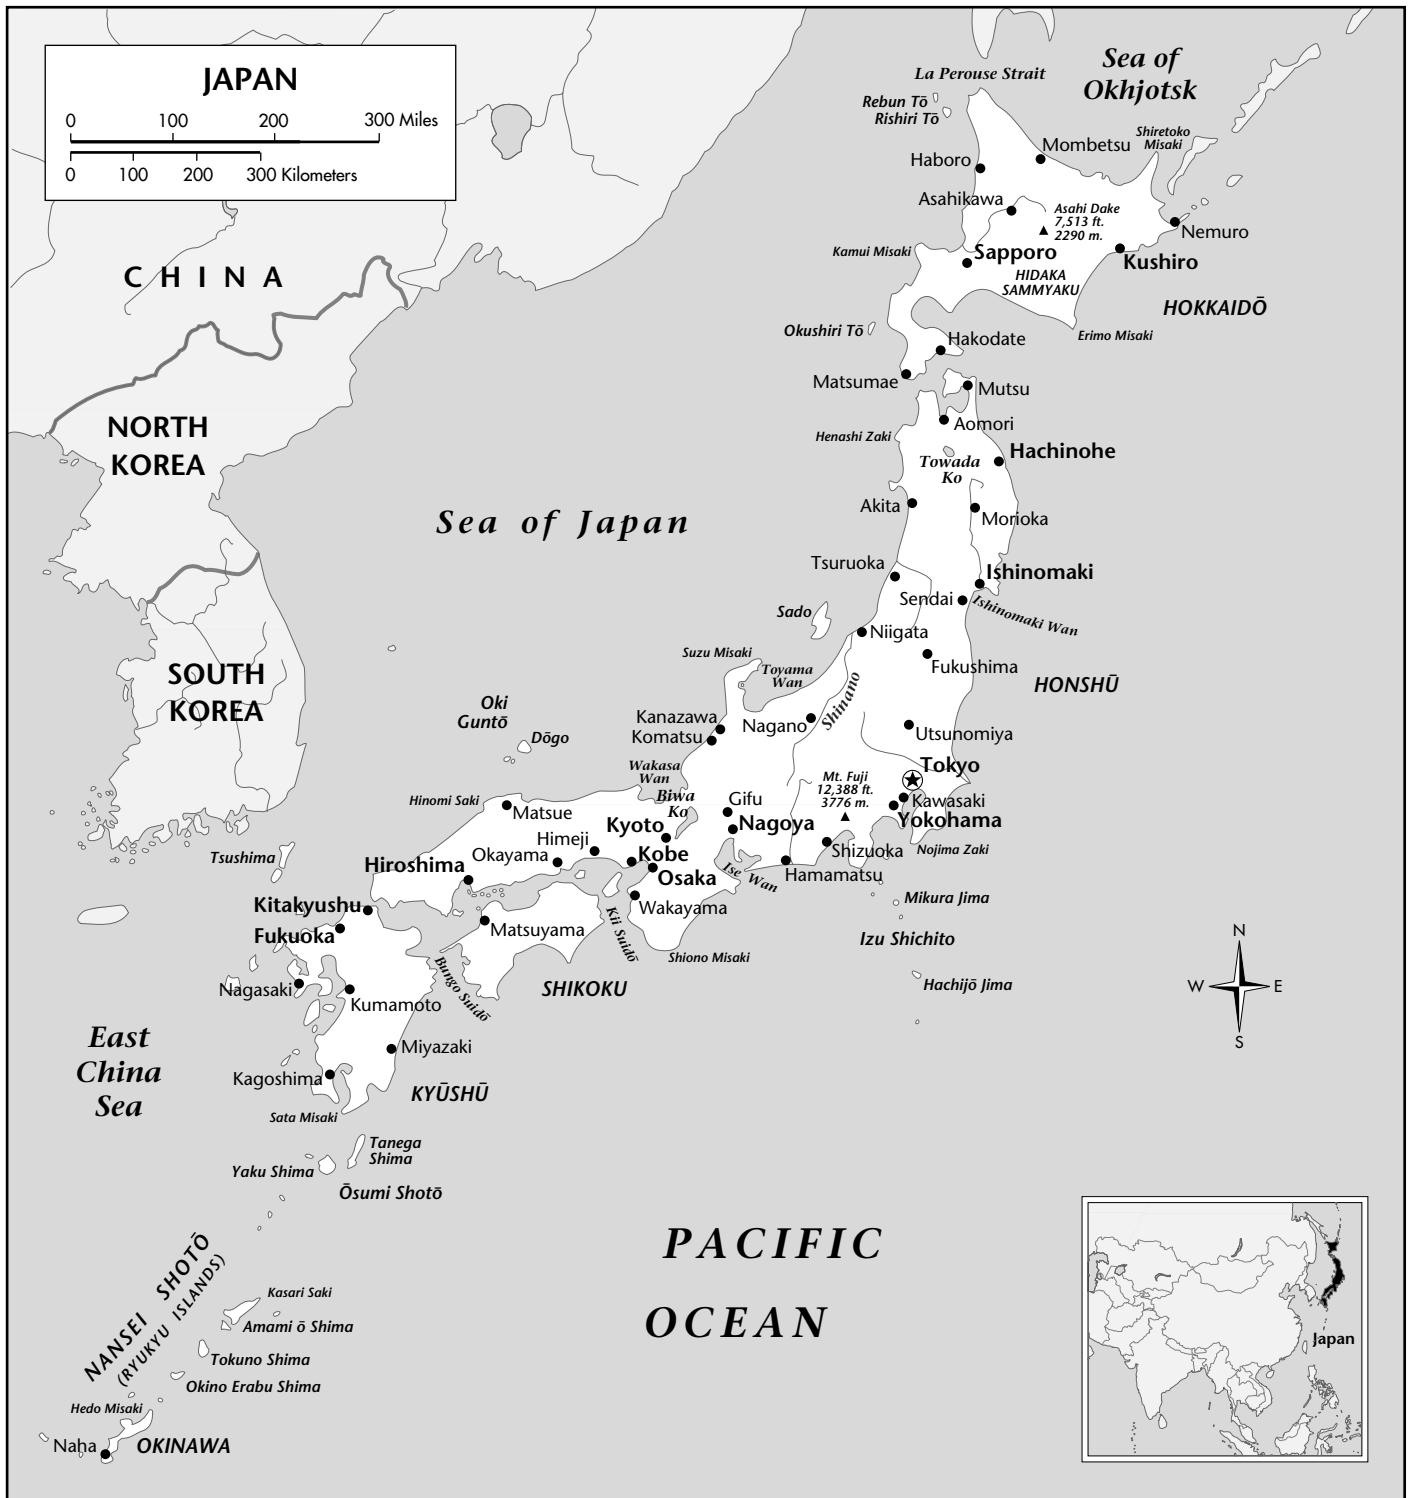 JAPAN
0 100 200 300 Miles
0 100 200 300 Kilometers
La Perouse Strait
Sea of
Okhjotsk
Rebun Tō
Rishiri Tō
Shiretoko
Misaki
Mombetsu
Haboro
Asahikawa
Asahi Dake
7,513 ft.
2290 m.
Nemuro
Kamui Misaki
Sapporo
Kushiro
HIDAKA
SAMMYAKU
HOKKAIDŌ
CHINA
Okushiri Tō
Erimo Misaki
Hakodate
Matsumae
Mutsu
NORTH
KOREA
Aomori
Henashi Zaki
Hachinohe
Towada
Ko
Akita
Morioka
Sea of Japan
Tsuruoka
Ishinomaki
Sendai
Ishinomaki Wan
Sado
Niigata
Suzu Misaki
Toyama
Wan
Fukushima
SOUTH
KOREA
HONSHŪ
Shinano
Oki
Guntō
Kanazawa
Komatsu
Nagano
Utsunomiya
Dōgo
Tokyo
Wakasa
Wan
Mt. Fuji
12,388 ft.
3776 m.
Hinomi Saki
Biwa
Ko
Gifu
Kawasaki
Matsue
Yokohama
Kyoto
Nagoya
Himeji
Tsushima
Okayama
Kobe
Shizuoka
Nojima Zaki
Hiroshima
Osaka
Ise Wan
Hamamatsu
Mikura Jima
Kitakyushu
Wakayama
Fukuoka
Matsuyama
Kii Suidō
Izu Shichito
Shiono Misaki
Bungo Suidō
SHIKOKU
Hachijō Jima
Nagasaki
Kumamoto
N
W E
S
East
China
Sea
Miyazaki
Kagoshima
KYŪSHŪ
Sata Misaki
Tanega
Shima
Yaku Shima
Ōsumi Shotō
PACIFIC
OCEAN
NANSEI SHOTŌ
(RYUKYU ISLANDS)
Kasari Saki
Amami ō Shima
Tokuno Shima
Okino Erabu Shima
Hedo Misaki
Naha
OKINAWA
Japan